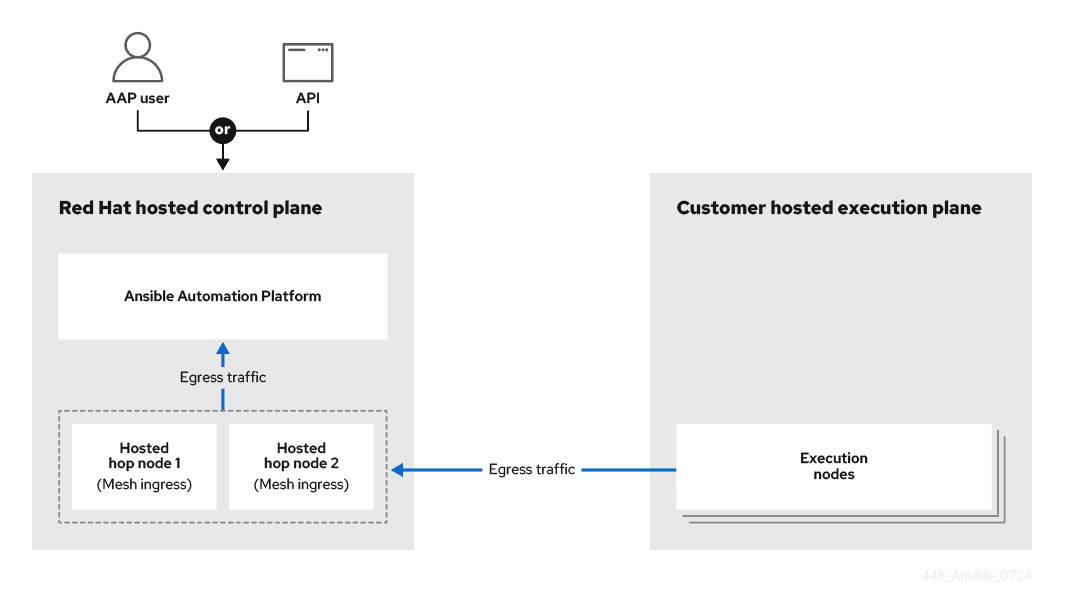 AAP user
API
or
Red Hat hosted control plane
Customer hosted execution plane
Ansible Automation Platform
Egress traffic
Hosted
hop node 1
(Mesh ingress)
Hosted
hop node 2
(Mesh ingress)
Egress traffic
Execution
nodes
448_Ansible_0724